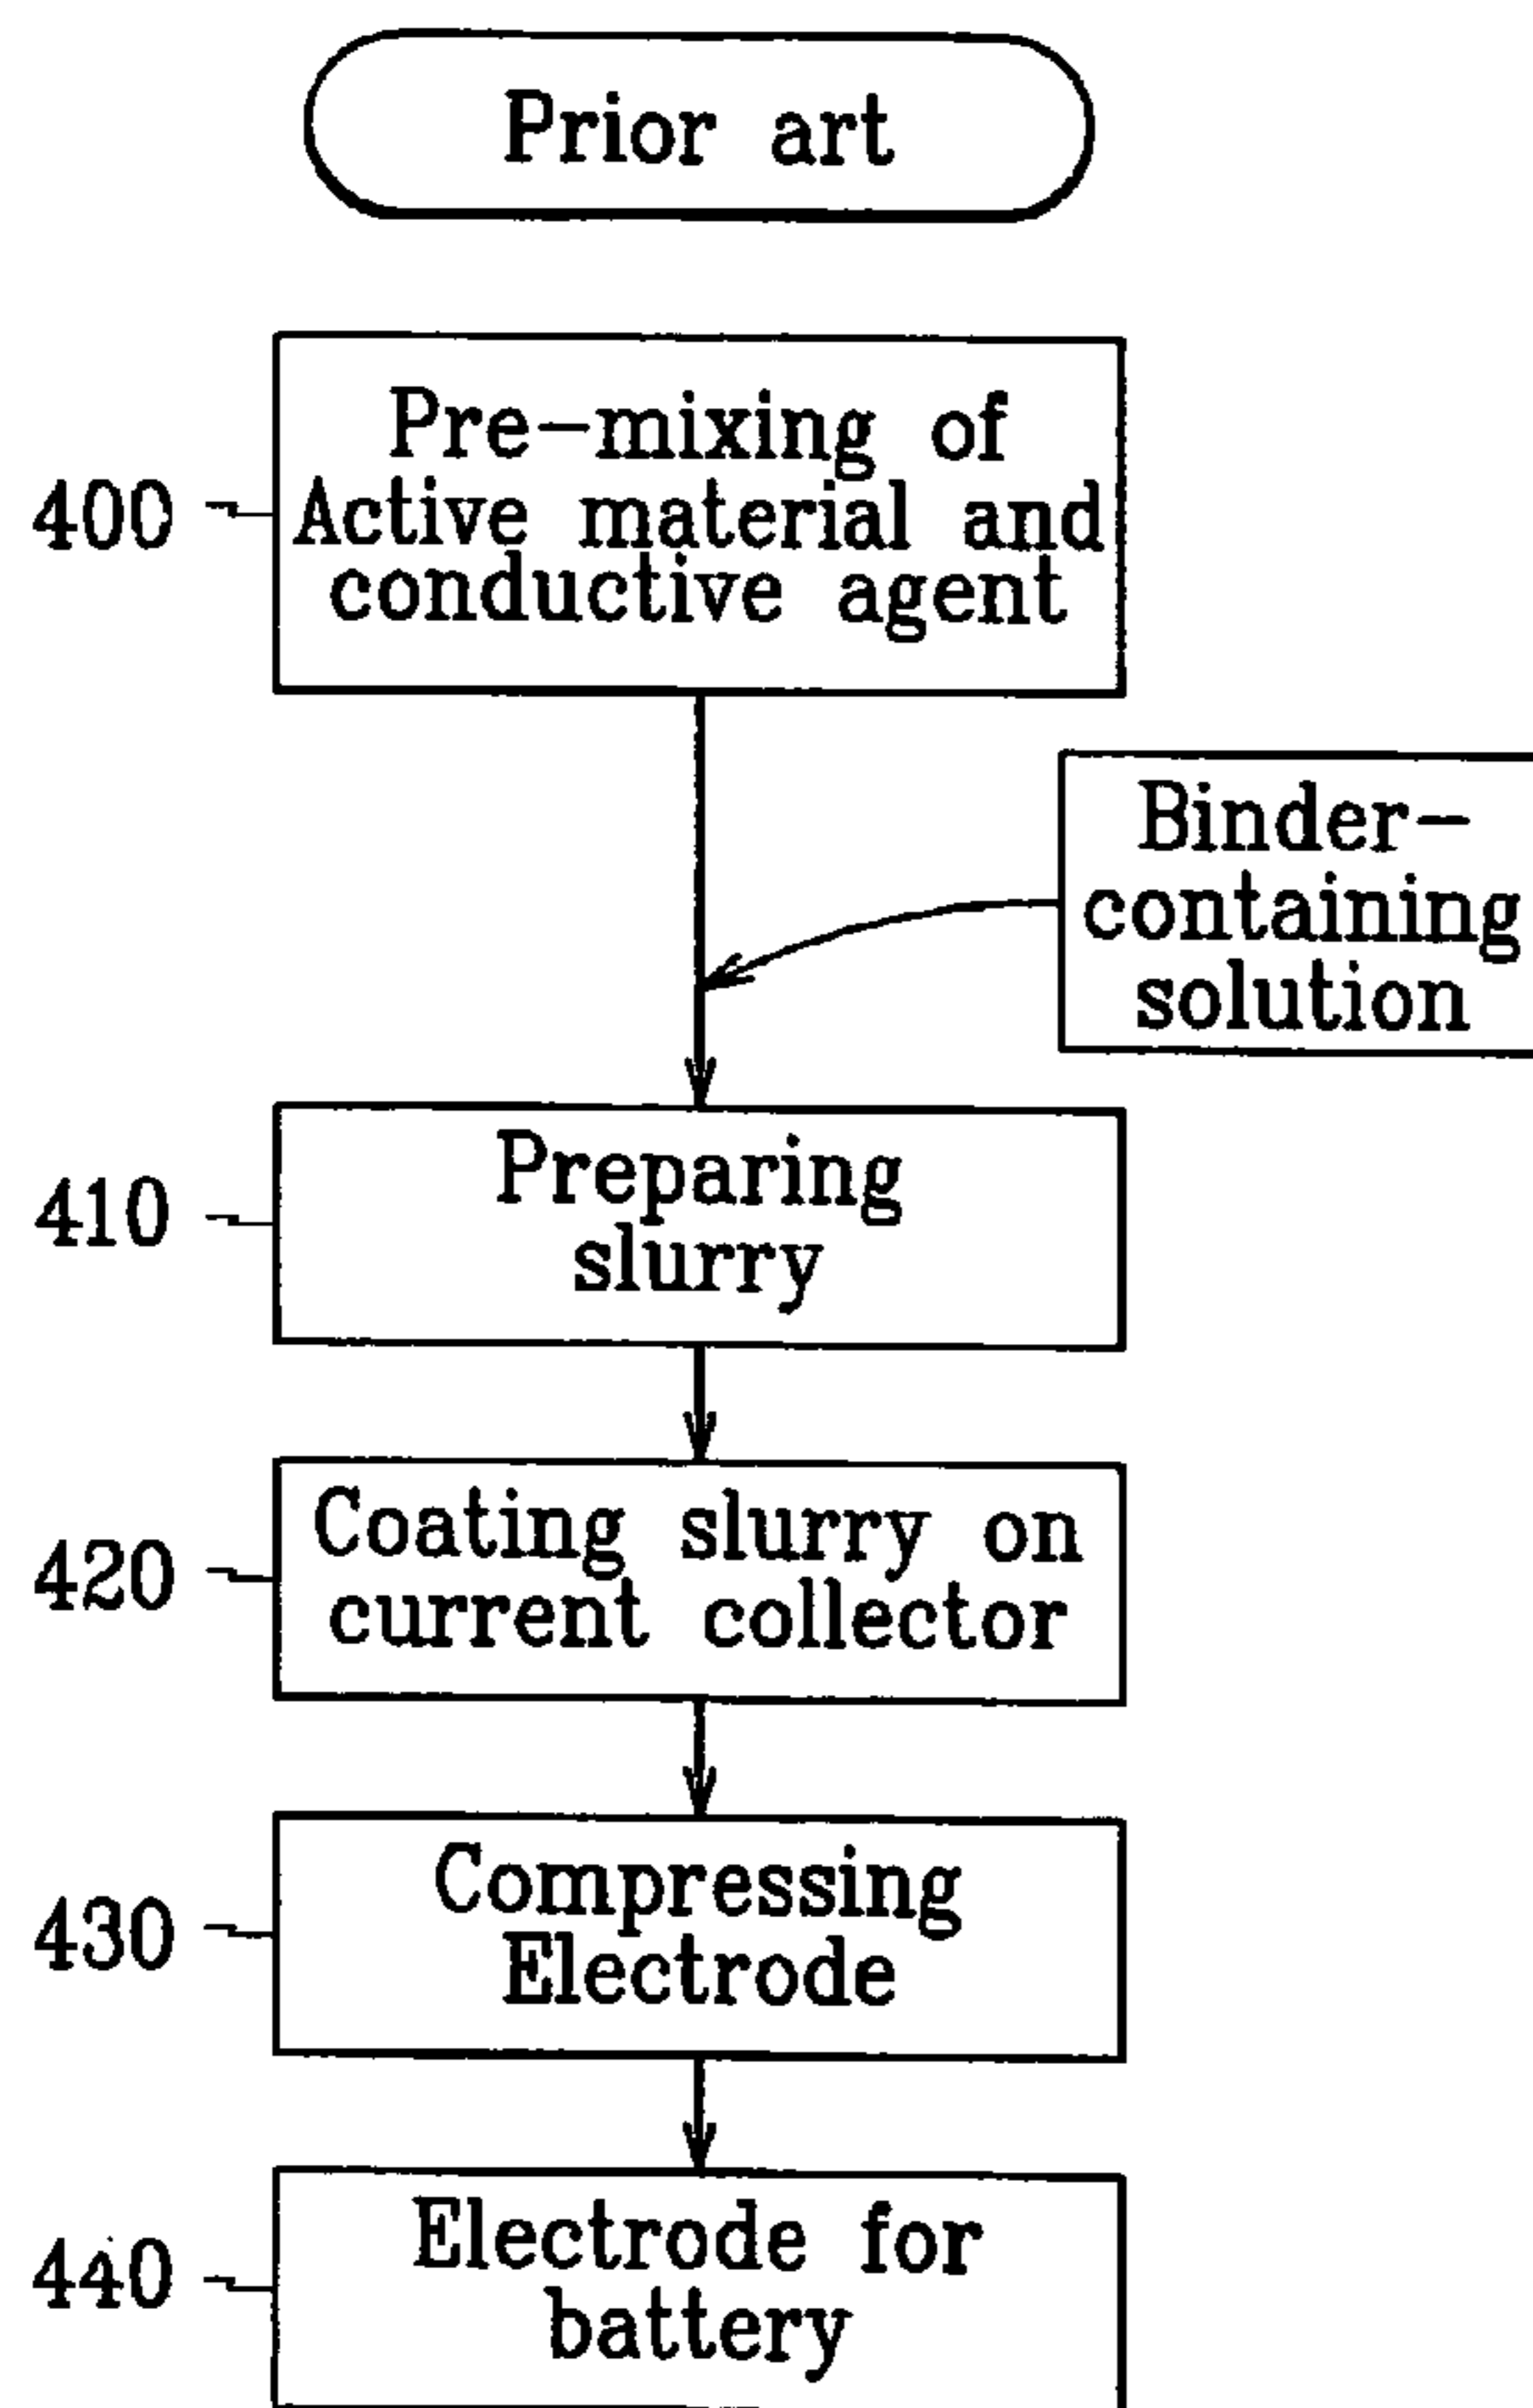 Prior art
400
Pre-mixing of
Active material and
conductive agent
Binder-
containing
solution
410
Preparing
slurry
420
Coating slurry on
current collector
430
Compressing
Electrode
440
Electrode for
battery